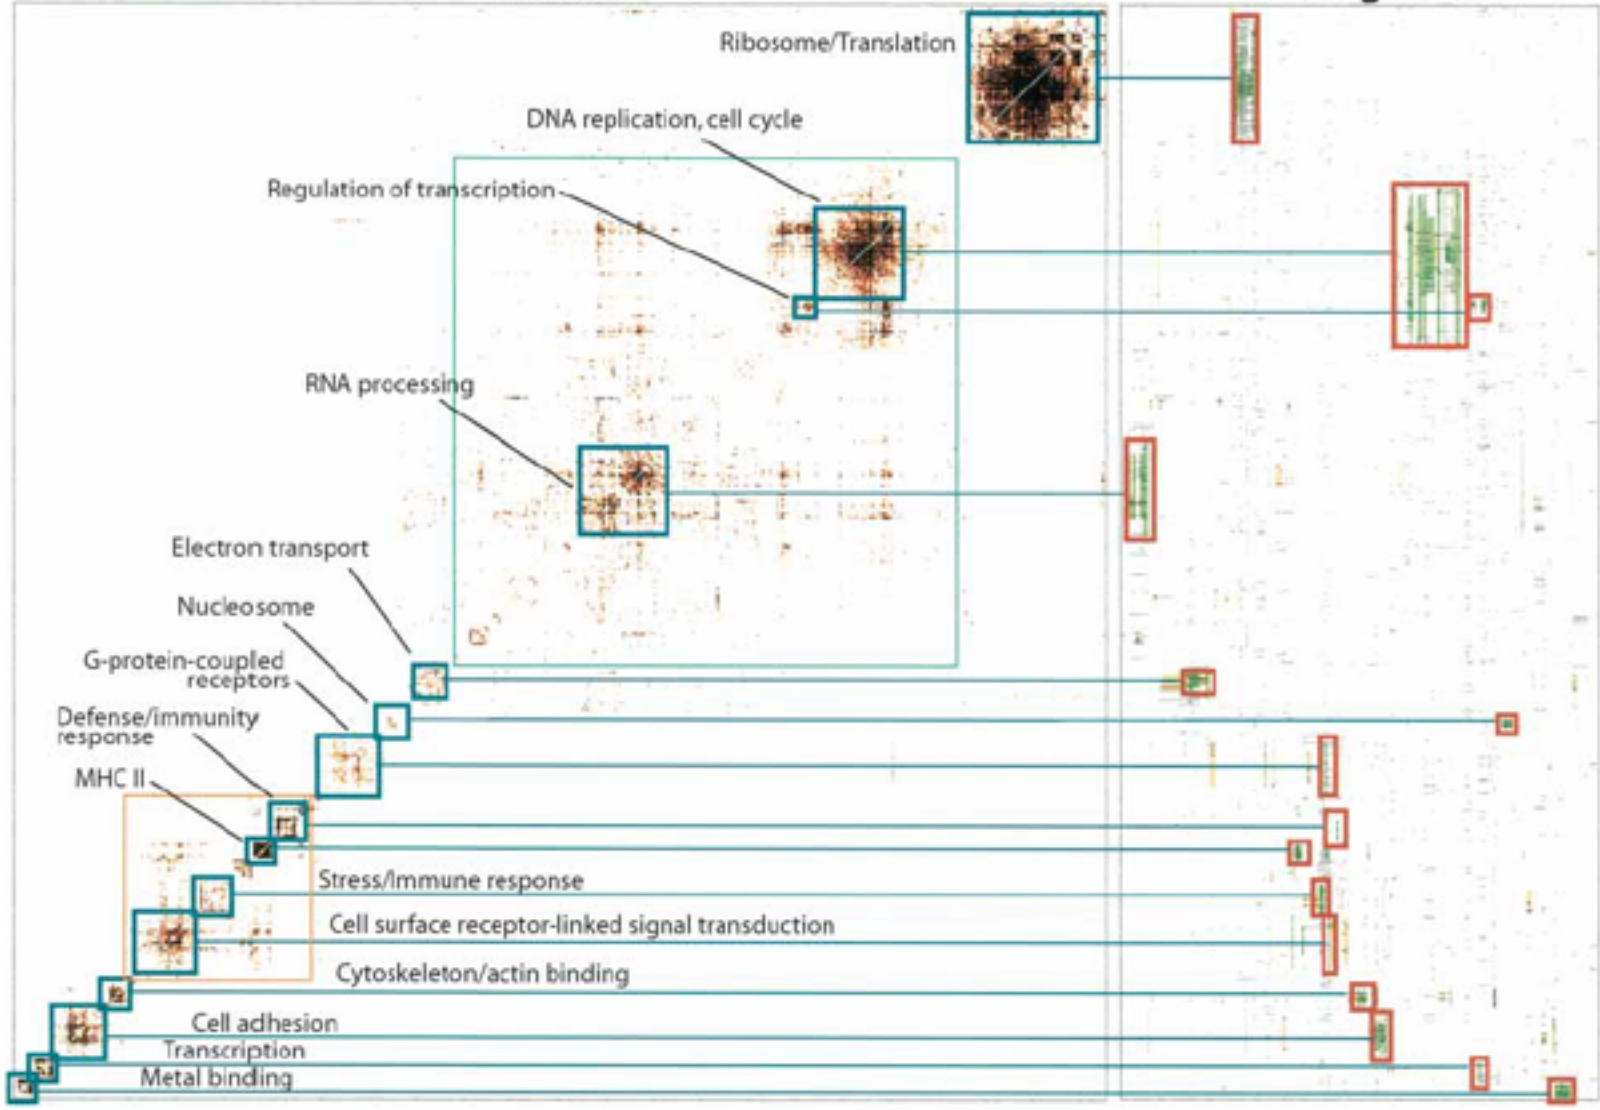 Ribosome/Translation
DNA replication, cell cycle
Regulation of transcription
RNA processing
Electron transport
Nucleosome
G-protein-coupled
receptors
Defense/immunity
response
MHC II
Stress/Immune response
Cell surface receptor-linked signal transduction
Cytoskeleton/actin binding
Cell adhesion
Transcription
Metal binding